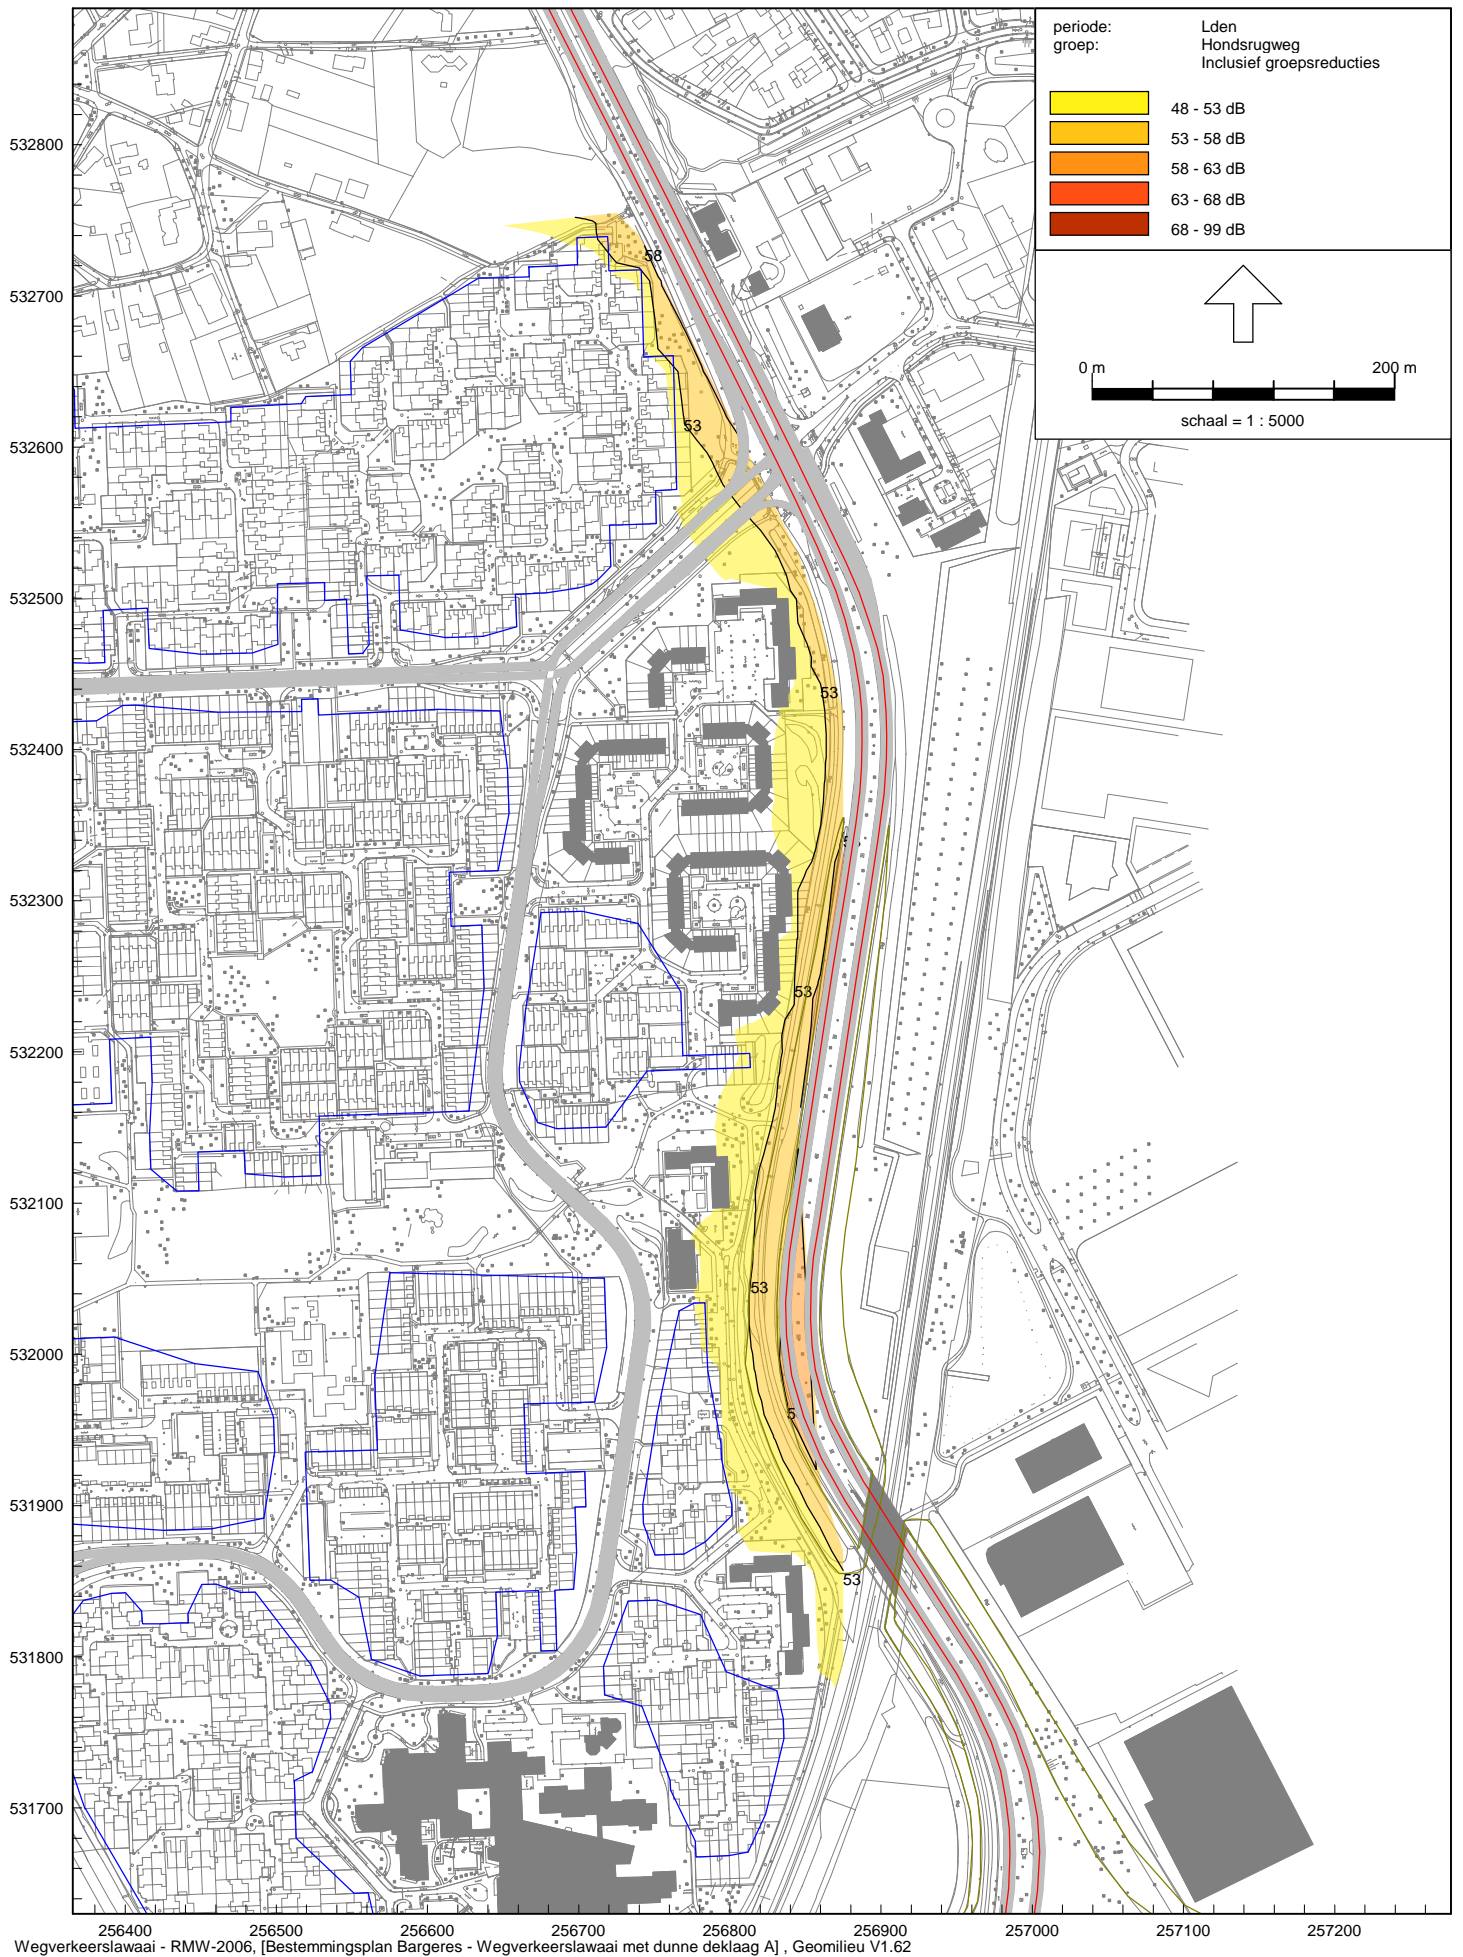 periode: Lden
groep: Hondsrugweg
Inclusief groepsreducties
48 - 53 dB
53 - 58 dB
58 - 63 dB
63 - 68 dB
68 - 99 dB
0 m 200 m
schaal = 1 : 5000
532800
532700
532600
532500
532400
532300
532200
532100
532000
531900
531800
531700
58
53
53
53
53
5
53
256400 256500 256600 256700 256800 256900 257000 257100 257200
Wegverkeerslawaai - RMW-2006, [Bestemmingsplan Bargeres - Wegverkeerslawaai met dunne deklaag A] , Geomilieu V1.62